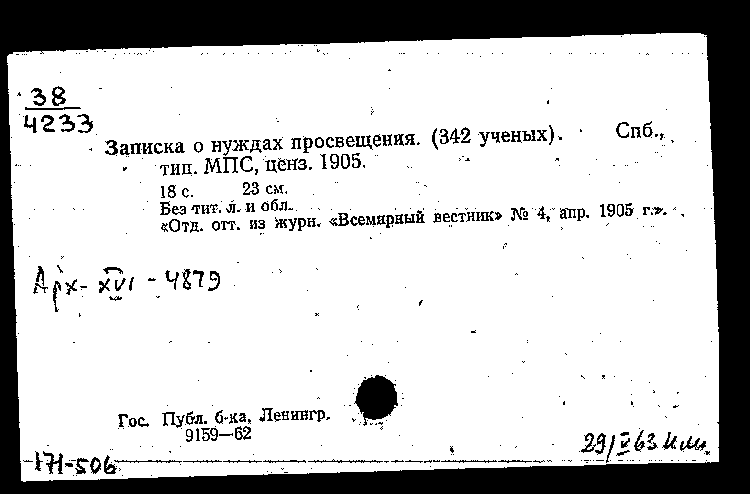 38
4233
Записка о нуждах просвещения. (342 ученых). Спб.,
тип. МПС, ценз. 1905.
18 с. 23 см.
Без тит. л. и обл.
«Отд. отт. из журн. «Всемирный вестник» № 4, апр. 1905 г.».
Арх-XVI-4879
Гос. Публ. б-ка, Ленингр.
9159—62
171-506
29/V 63